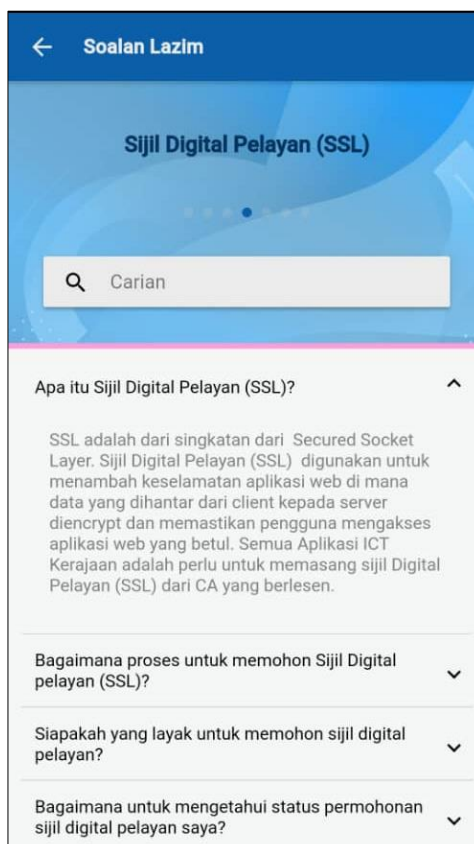 Soalan Lazim
Sijil Digital Pelayan (SSL)
Carian
Apa itu Sijil Digital Pelayan (SSL)?
SSL adalah dari singkatan dari Secured Socket
Layer. Sijil Digital Pelayan (SSL) digunakan untuk
menambah keselamatan aplikasi web di mana
data yang dihantar dari client kepada server
diencrypt dan memastikan pengguna mengakses
aplikasi web yang betul. Semua Aplikasi ICT
Kerajaan adalah perlu untuk memasang sijil Digital
Pelayan (SSL) dari CA yang berlesen.
Bagaimana proses untuk memohon Sijil Digital
pelayan (SSL)?
Siapakah yang layak untuk memohon sijil digital
pelayan?
Bagaimana untuk mengetahui status permohonan
sijil digital pelayan saya?